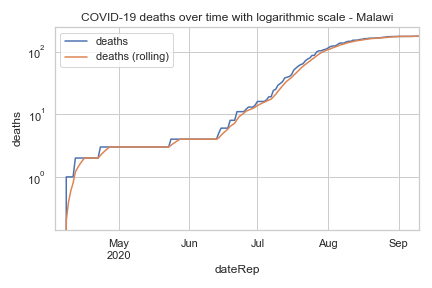 COVID-19 deaths over time with logarithmic scale - Malawi
deaths
deaths (rolling)
10²
10¹
10⁰
deaths
May
2020
Jun
Jul
Aug
Sep
dateRep